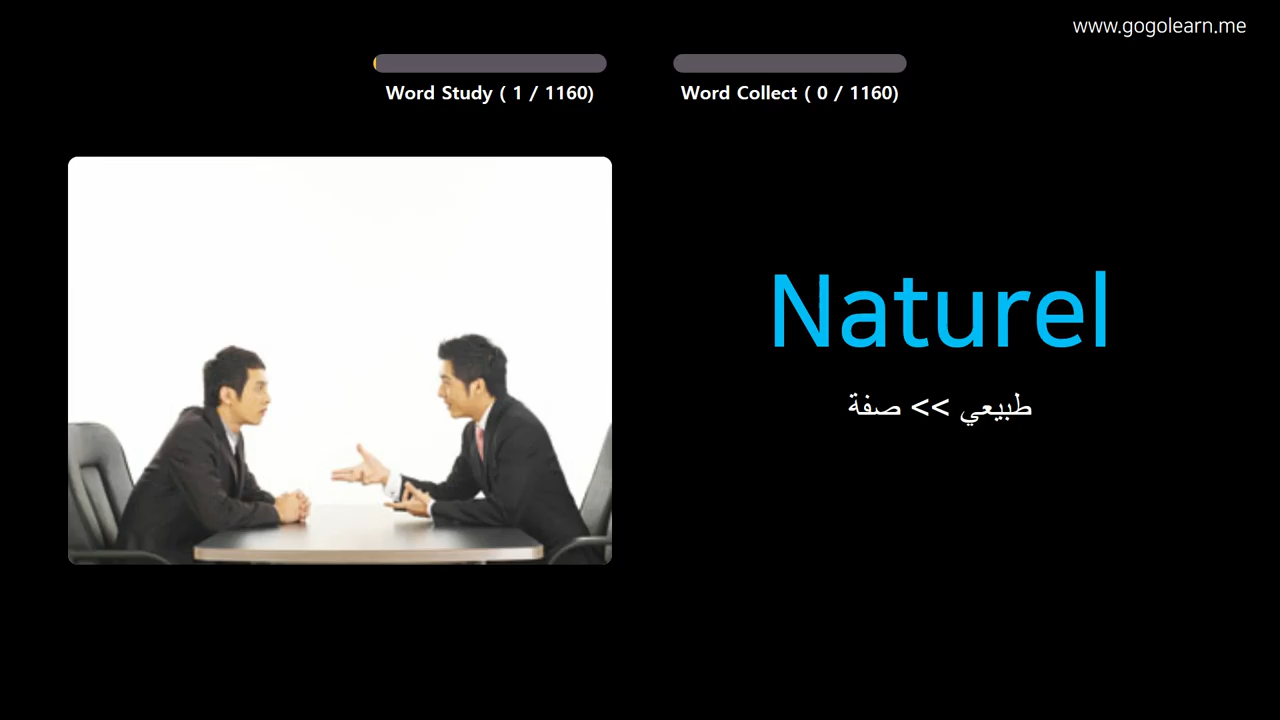 www.gogolearn.me
Word Study ( 1 / 1160)
Word Collect ( 0 / 1160)
Naturel
طبيعي >> صفة